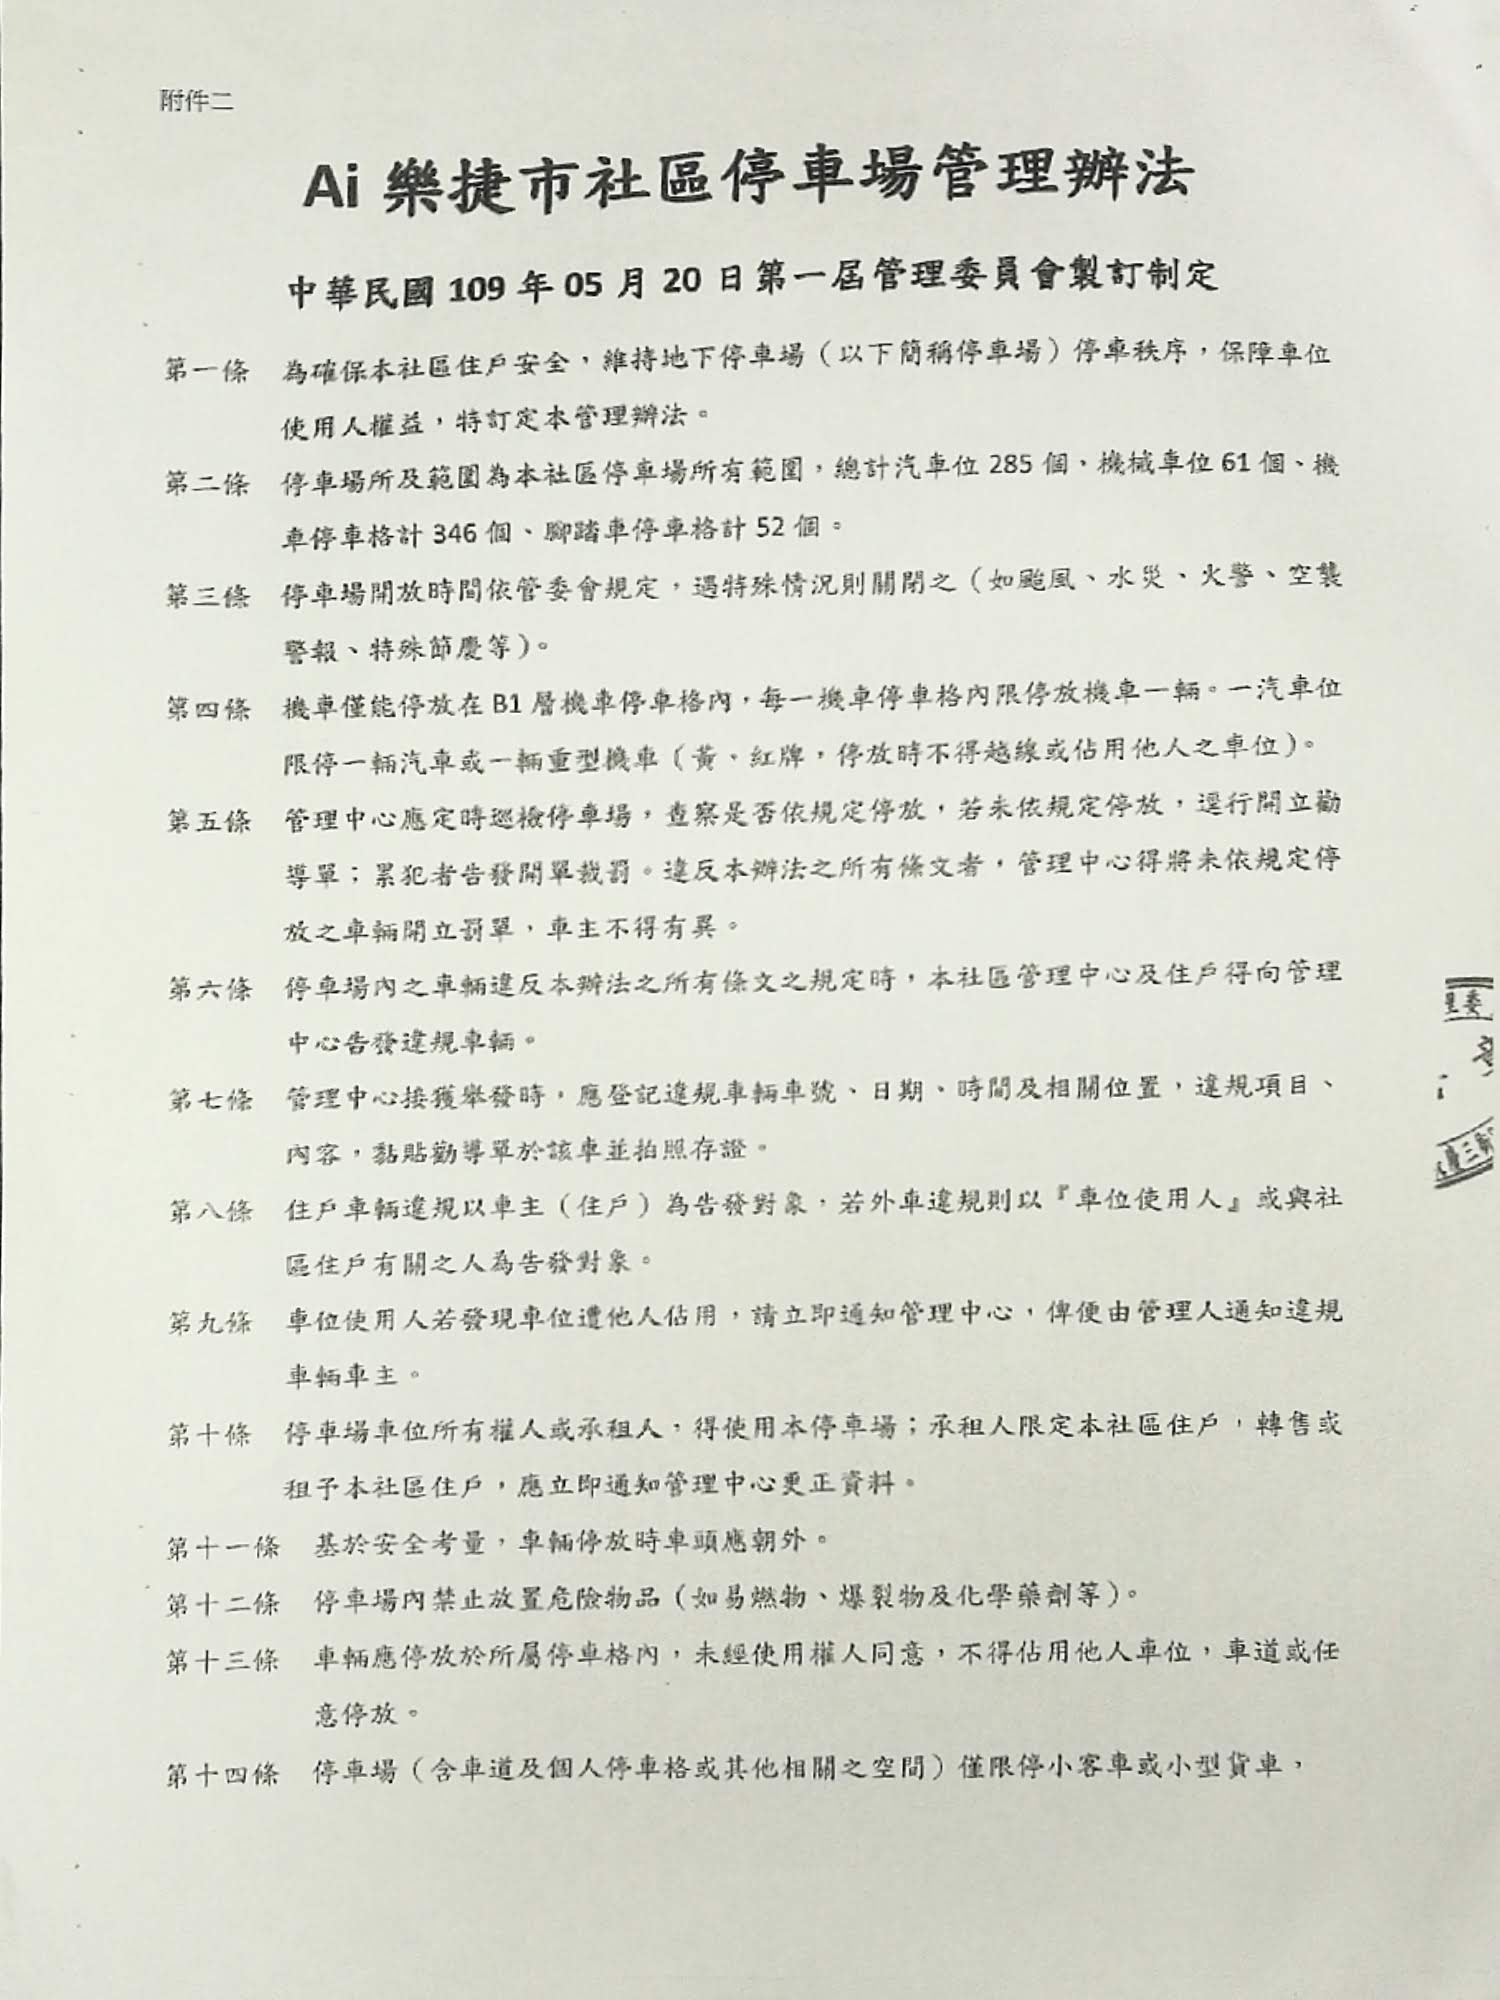 附件二
Ai 樂捷市社區停車場管理辦法
中華民國 109 年 05 月 20 日第一屆管理委員會製訂制定
第一條 為確保本社區住戶安全，維持地下停車場（以下簡稱停車場）停車秩序，保障車位
使用人權益，特訂定本管理辦法。
第二條 停車場所及範圍為本社區停車場所有範圍，總計汽車位 285 個、機械車位 61 個、機
車停車格計 346 個、腳踏車停車格計 52 個。
第三條 停車場開放時間依管委會規定，遇特殊情況則關閉之（如颱風、水災、火警、空襲
警報、特殊節慶等）。
第四條 機車僅能停放在 B1 層機車停車格內，每一機車停車格內限停放機車一輛。一汽車位
限停一輛汽車或一輛重型機車（黃、紅牌，停放時不得越線或佔用他人之車位）。
第五條 管理中心應定時巡檢停車場，查察是否依規定停放，若未依規定停放，逕行開立勸
導單；累犯者告發開單裁罰。違反本辦法之所有條文者，管理中心得將未依規定停
放之車輛開立罰單，車主不得有異。
第六條 停車場內之車輛違反本辦法之所有條文之規定時，本社區管理中心及住戶得向管理
中心告發違規車輛。
第七條 管理中心接獲舉發時，應登記違規車輛車號、日期、時間及相關位置，違規項目、
內容，黏貼勸導單於該車並拍照存證。
第八條 住戶車輛違規以車主（住戶）為告發對象，若外車違規則以『車位使用人』或與社
區住戶有關之人為告發對象。
第九條 車位使用人若發現車位遭他人佔用，請立即通知管理中心，俾便由管理人通知違規
車輛車主。
第十條 停車場車位所有權人或承租人，得使用本停車場；承租人限定本社區住戶，轉售或
租予本社區住戶，應立即通知管理中心更正資料。
第十一條 基於安全考量，車輛停放時車頭應朝外。
第十二條 停車場內禁止放置危險物品（如易燃物、爆裂物及化學藥劑等）。
第十三條 車輛應停放於所屬停車格內，未經使用權人同意，不得佔用他人車位，車道或任
意停放。
第十四條 停車場（含車道及個人停車格或其他相關之空間）僅限停小客車或小型貨車，